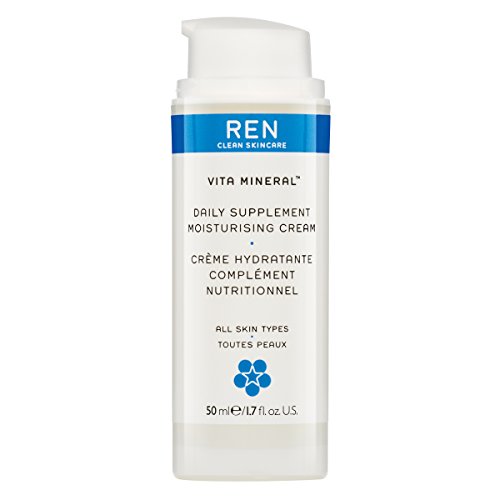 REN
CLEAN SKINCARE
VITA MINERAL™
DAILY SUPPLEMENT
MOISTURISING CREAM
•
CRÈME HYDRATANTE
COMPLÉMENT
NUTRITIONNEL
ALL SKIN TYPES
•
TOUTES PEAUX
50 ml℮/1.7 fl. oz. U.S.